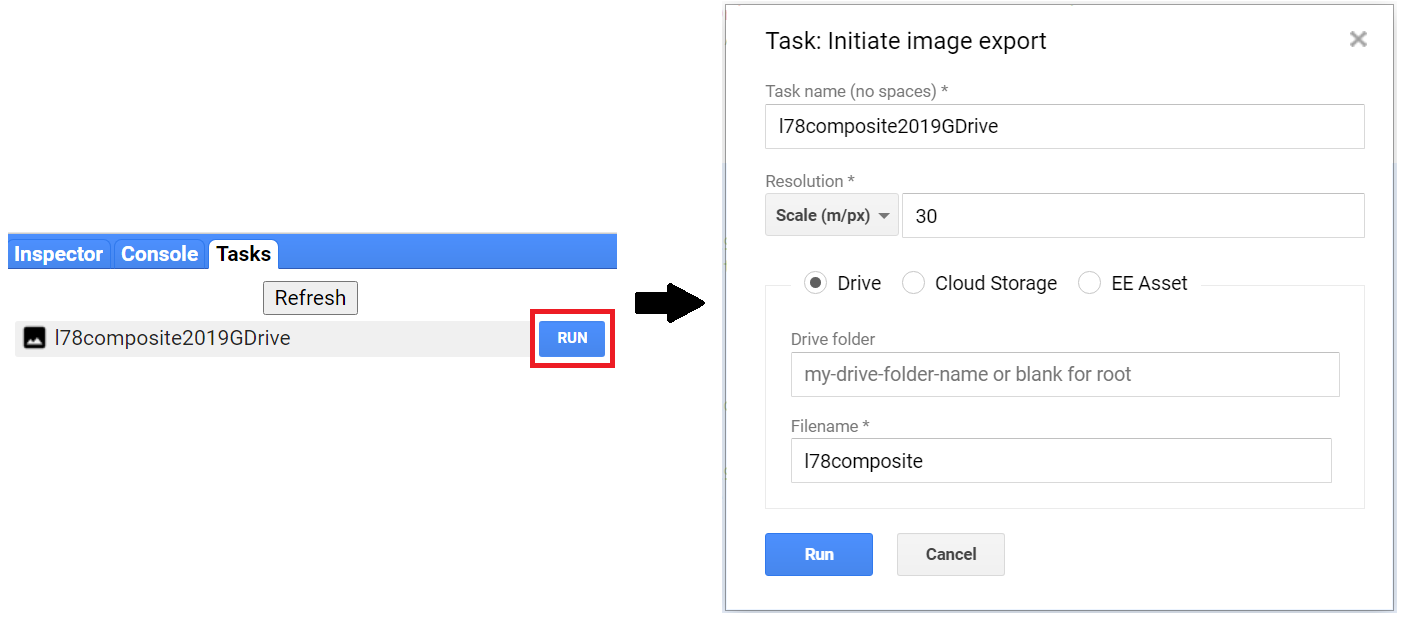 Inspector Console Tasks
Refresh
l78composite2019GDrive RUN
Task: Initiate image export
Task name (no spaces) *
l78composite2019GDrive
Resolution *
Scale (m/px) 30
Drive Cloud Storage EE Asset
Drive folder
my-drive-folder-name or blank for root
Filename *
l78composite
Run Cancel